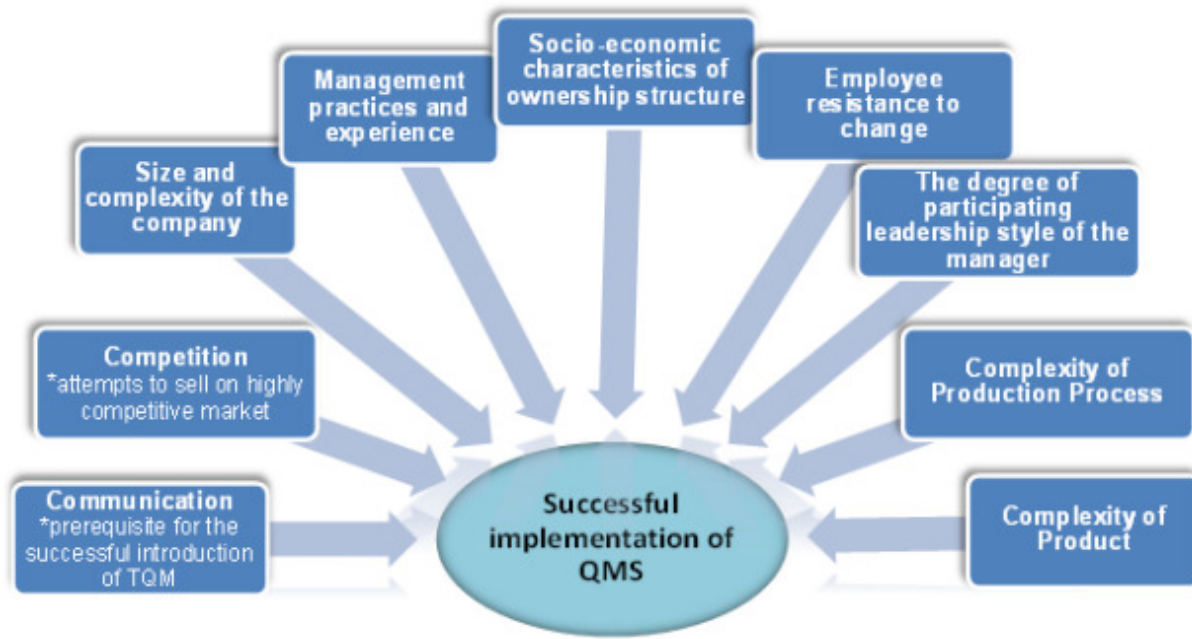 Socio-economic
characteristics of
ownership structure
Management
practices and
experience
Employee
resistance to
change
Size and
complexity of the
company
The degree of
participating
leadership style of the
manager
Competition
*attempts to sell on highly
competitive market
Complexity of
Production Process
Communication
*prerequisite for the
successful introduction
of TQM
Complexity of
Product
Successful
implementation of
QMS